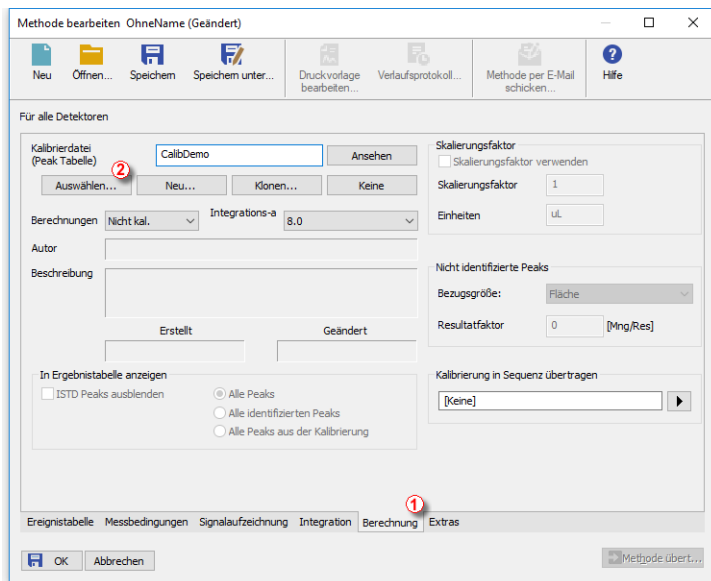 Methode bearbeiten OhneName (Geändert)
Neu
Öffnen...
Speichern
Speichern unter...
Druckvorlage
bearbeiten...
Verlaufsprotokoll...
Methode per E-Mail
schicken...
Hilfe
Für alle Detektoren
Kalibrierdatei
(Peak Tabelle)
CalibDemo
Ansehen
2
Auswählen...
Neu...
Klonen...
Keine
Berechnungen
Nicht kal.
Integrations-a
8.0
Autor
Beschreibung
Erstellt
Geändert
In Ergebnistabelle anzeigen
ISTD Peaks ausblenden
Alle Peaks
Alle identifizierten Peaks
Alle Peaks aus der Kalibrierung
Skalierungsfaktor
Skalierungsfaktor verwenden
Skalierungsfaktor
1
Einheiten
uL
Nicht identifizierte Peaks
Bezugsgröße:
Fläche
Resultatfaktor
0
[Mng/Res]
Kalibrierung in Sequenz übertragen
[Keine]
1
Ereignistabelle
Messbedingungen
Signalaufzeichnung
Integration
Berechnung
Extras
OK
Abbrechen
Methode übert...